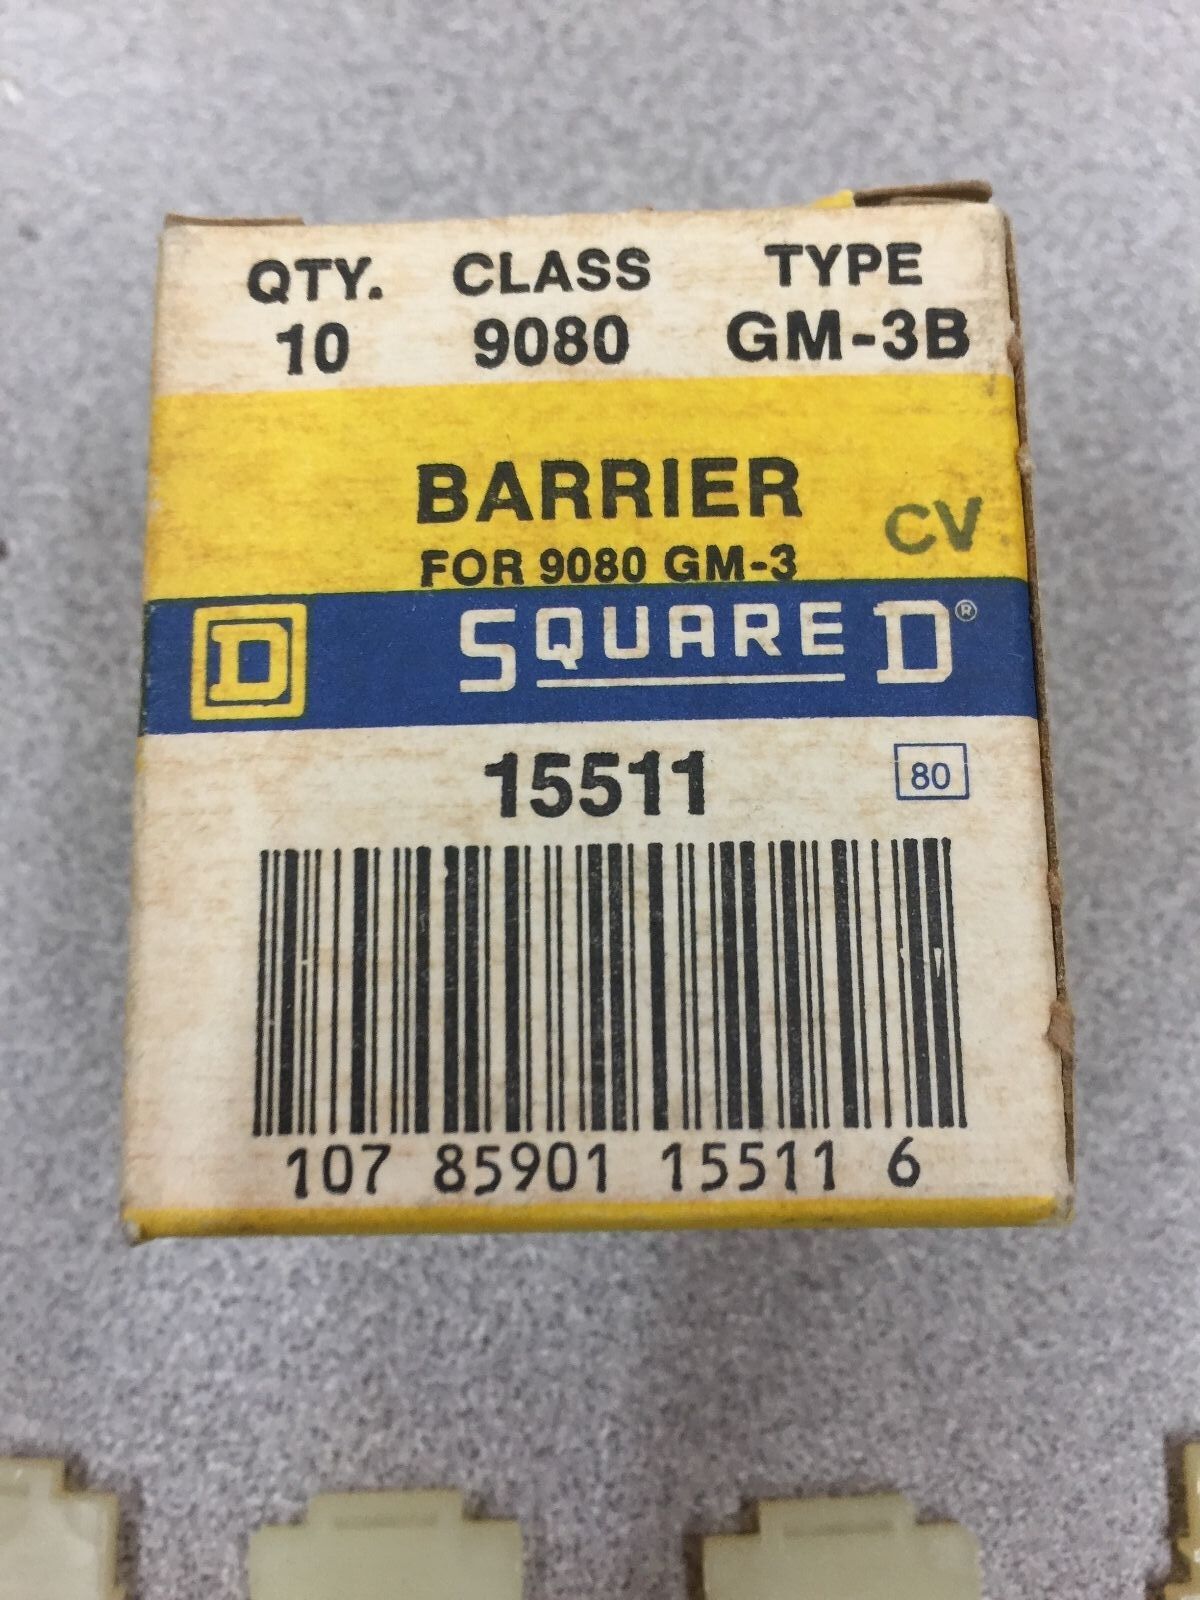 QTY. CLASS TYPE
10 9080 GM-3B
BARRIER
CV
FOR 9080 GM-3
D SQUARE D®
15511
80
107 85901 15511 6